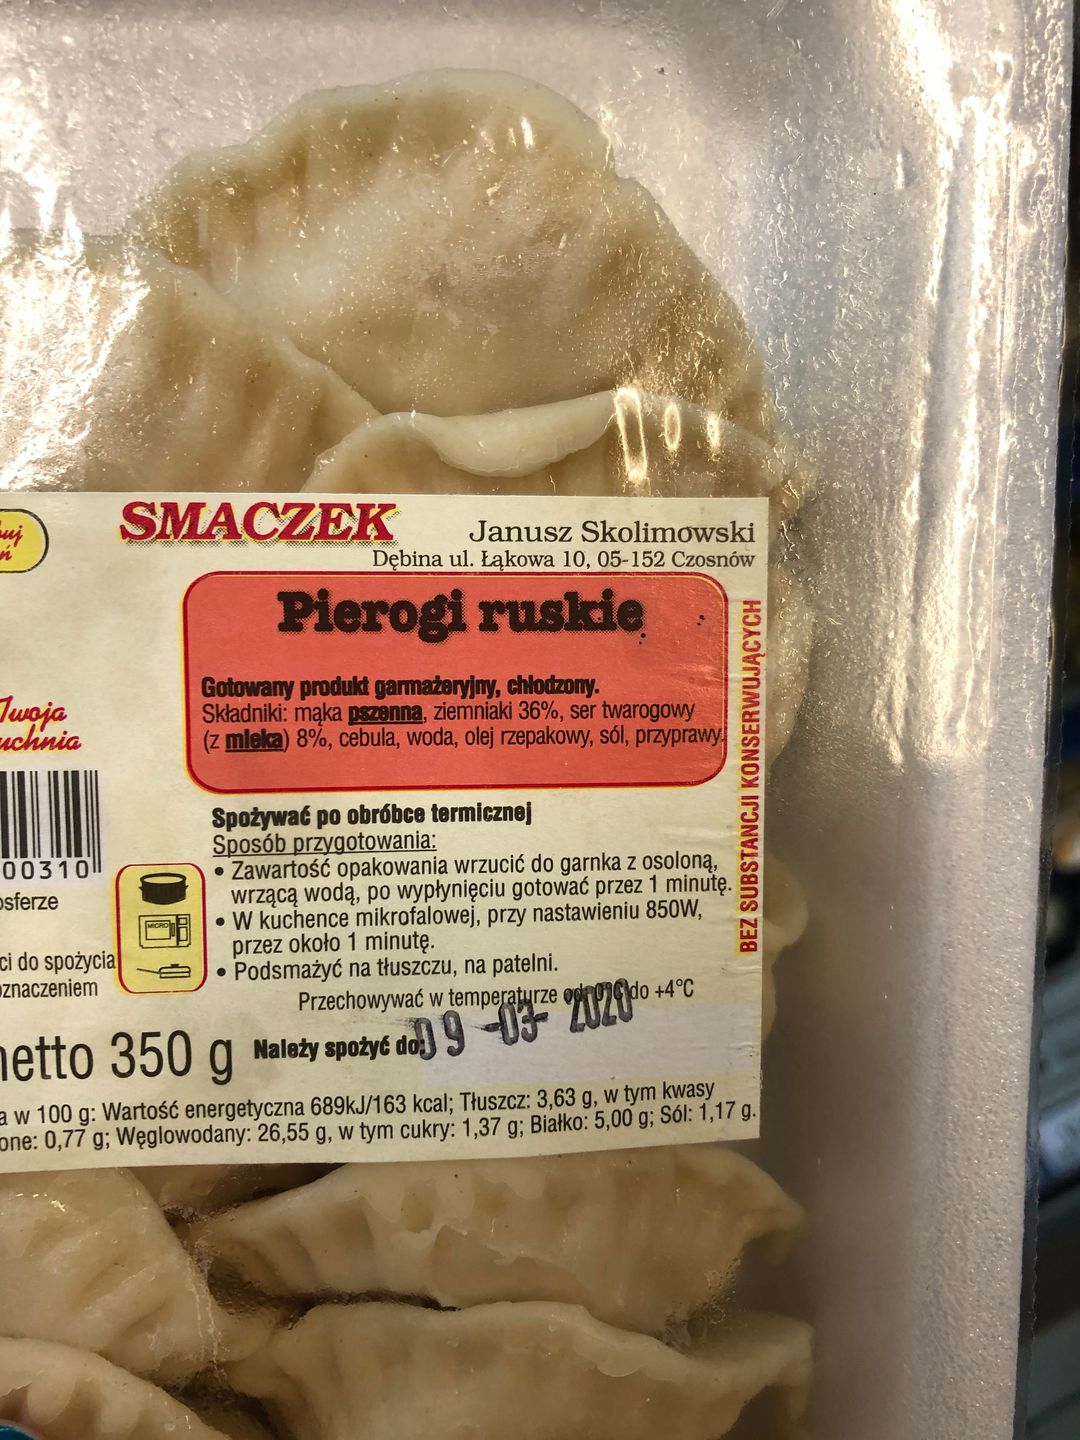 SMACZEK
Janusz Skolimowski
Dębina ul. Łąkowa 10, 05-152 Czosnów
Pierogi ruskie
Gotowany produkt garmażeryjny, chłodzony.
Składniki: mąka pszenna, ziemniaki 36%, ser twarogowy
(z mleka) 8%, cebula, woda, olej rzepakowy, sól, przyprawy.
BEZ SUBSTANCJI KONSERWUJĄCYCH
Twoja
uchnia
00310
osferze
ci do spożycia
oznaczeniem
MICRO
Spożywać po obróbce termicznej
Sposób przygotowania:
• Zawartość opakowania wrzucić do garnka z osoloną,
wrzącą wodą, po wypłynięciu gotować przez 1 minutę.
• W kuchence mikrofalowej, przy nastawieniu 850W,
przez około 1 minutę.
• Podsmażyć na tłuszczu, na patelni.
Przechowywać w temperaturze od do +4°C
netto 350 g
Należy spożyć do: 09 -03- 2020
a w 100 g: Wartość energetyczna 689kJ/163 kcal; Tłuszcz: 3,63 g, w tym kwasy
one: 0,77 g; Węglowodany: 26,55 g, w tym cukry: 1,37 g; Białko: 5,00 g; Sól: 1,17 g.